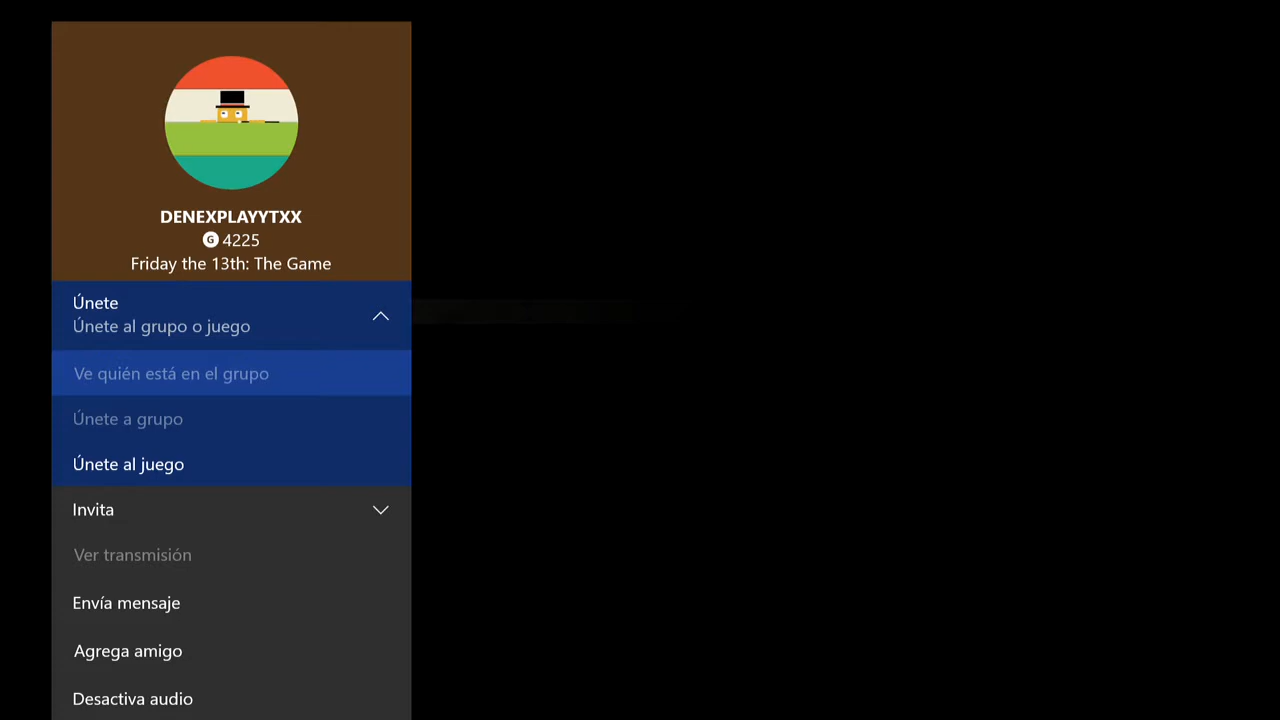 DENEXPLAYYTXX
G 4225
Friday the 13th: The Game
Únete
Únete al grupo o juego
Ve quién está en el grupo
Únete a grupo
Únete al juego
Invita
Ver transmisión
Envía mensaje
Agrega amigo
Desactiva audio